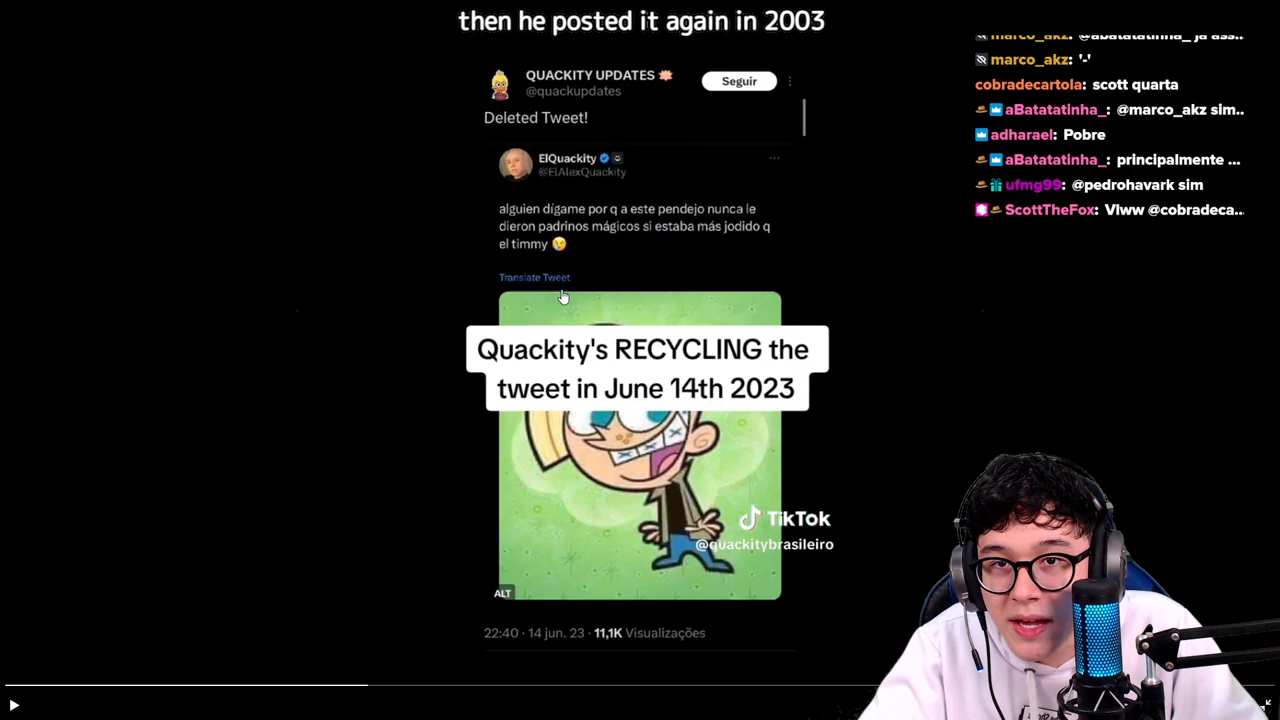 then he posted it again in 2003
QUACKITY UPDATES
@quackupdates
Seguir
Deleted Tweet!
ElQuackity
@ElAlexQuackity
alguien dígame por q a este pendejo nunca le
dieron padrinos mágicos si estaba más jodido q
el timmy 😢
Translate Tweet
Quackity's RECYCLING the
tweet in June 14th 2023
TikTok
@quackitybrasileiro
ALT
22:40 · 14 jun. 23 · 11,1K Visualizações
marco_akz: @abatatatinha_ ja ass...
marco_akz: '-'
cobradecartola: scott quarta
aBatatatinha_: @marco_akz sim...
adharael: Pobre
aBatatatinha_: principalmente ...
ufmg99: @pedrohavark sim
ScottTheFox: Vlww @cobradeca...